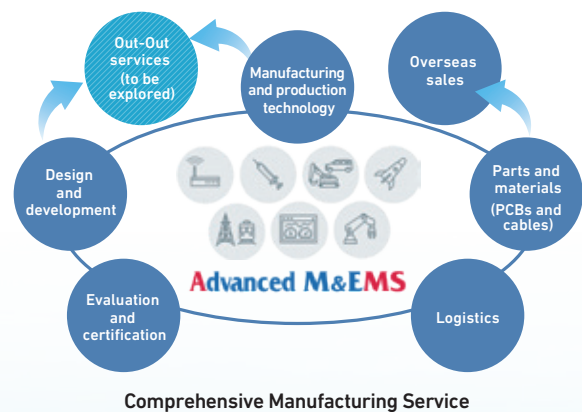 Out-Out
services
(to be
explored)
Manufacturing
and production
technology
Overseas
sales
Design
and
development
Parts and
materials
(PCBs and
cables)
Advanced M&EMS
Evaluation
and
certification
Logistics
Comprehensive Manufacturing Service